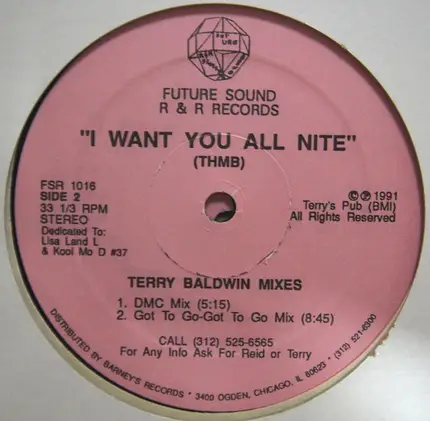 FUTURE SOUND
R & R RECORDS
"I WANT YOU ALL NITE"
(THMB)
FSR 1016
SIDE 2
33 1/3 RPM
STEREO
Dedicated To:
Lisa Land L
& Kool Mo D #37
©℗ 1991
Terry's Pub (BMI)
All Rights Reserved
TERRY BALDWIN MIXES
1. DMC Mix (5:15)
2. Got To Go-Got To Go Mix (8:45)
CALL (312) 525-6565
For Any Info Ask For Reid or Terry
DISTRIBUTED BY BARNEY'S RECORDS * 3400 OGDEN, CHICAGO, IL 60623 * (312) 521-6300